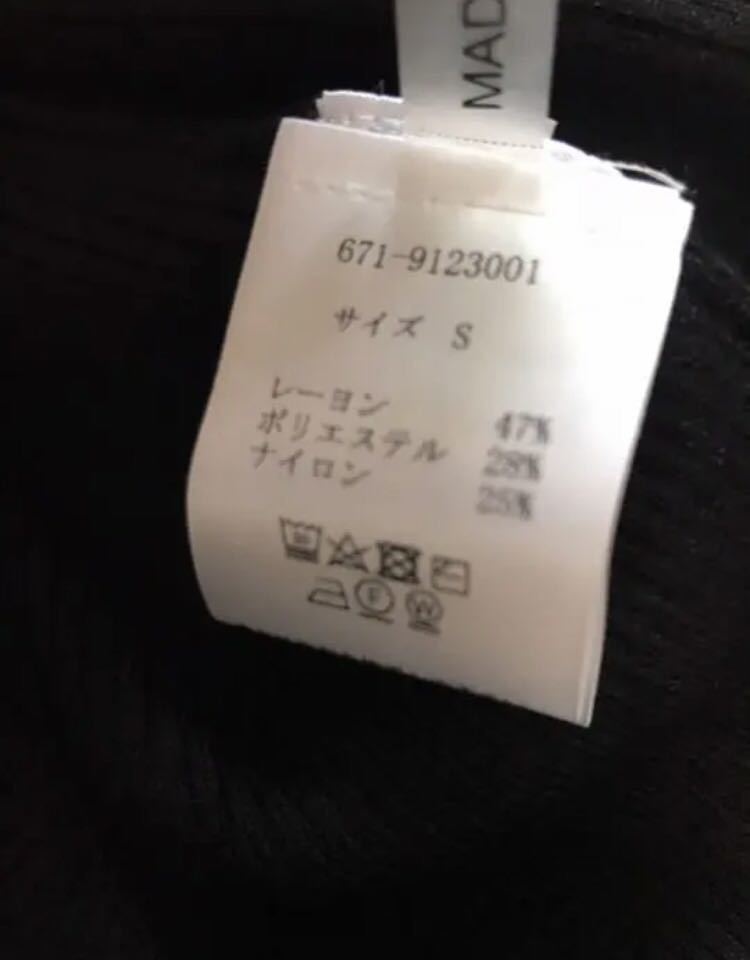 MAD
671-9123001
サイズ S
レーヨン 47%
ポリエステル 28%
ナイロン 25%